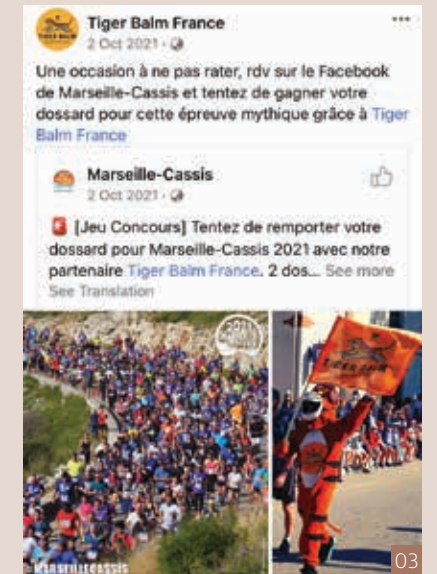 Tiger Balm France
2 Oct 2021 ·
Une occasion à ne pas rater, rdv sur le Facebook
de Marseille-Cassis et tentez de gagner votre
dossard pour cette épreuve mythique grâce à Tiger
Balm France
Marseille-Cassis
2 Oct 2021 ·
[Jeu Concours] Tentez de remporter votre
dossard pour Marseille-Cassis 2021 avec notre
partenaire Tiger Balm France. 2 dos... See more
See Translation
2021
TIGER BALM
#MARSEILLECASSIS
03